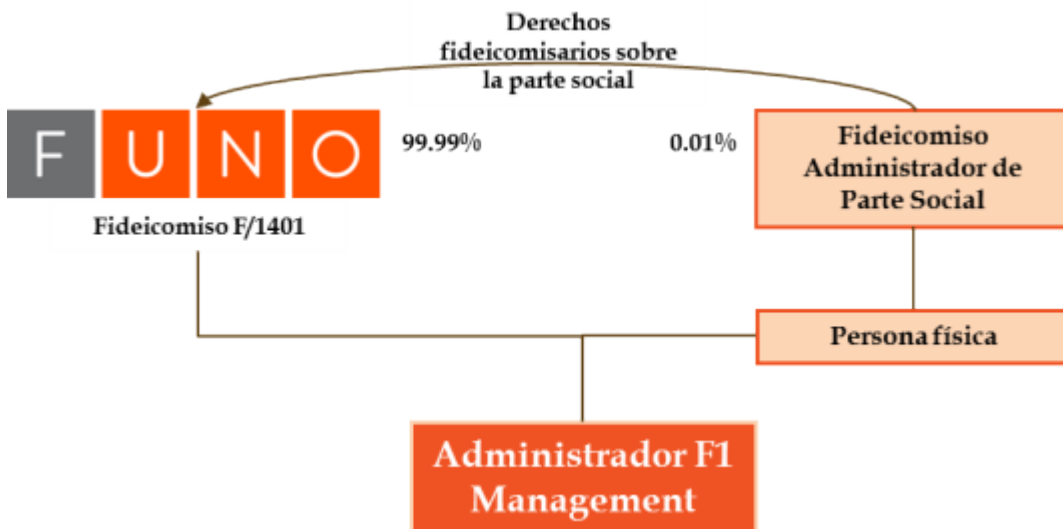 Derechos
fideicomisarios sobre
la parte social
FUNO
99.99%
0.01%
Fideicomiso
Administrador de
Parte Social
Fideicomiso F/1401
Persona física
Administrador F1
Management